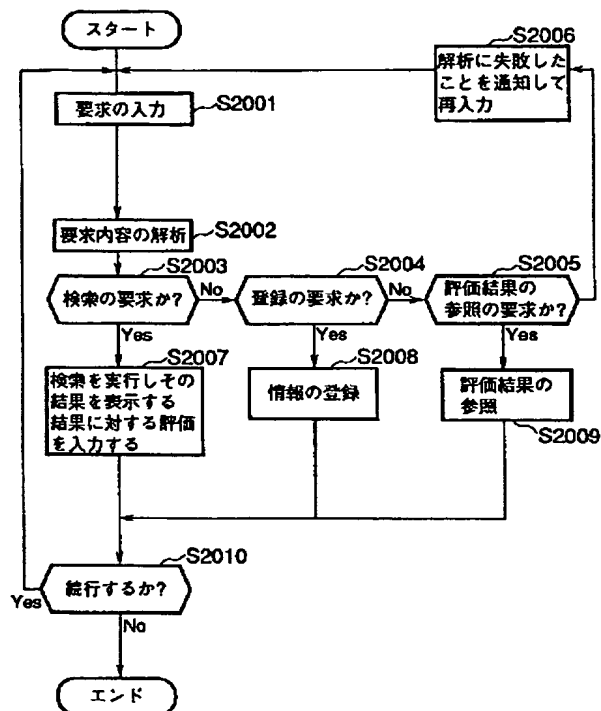 スタート
S2006
解析に失敗した
ことを通知して
再入力
要求の入力
S2001
要求内容の解析
S2002
S2003
検索の要求か?
No
S2004
登録の要求か?
No
S2005
評価結果の
参照の要求か?
Yes
Yes
Yes
S2007
検索を実行しその
結果を表示する
結果に対する評価
を入力する
S2008
情報の登録
評価結果の
参照
S2009
S2010
続行するか?
Yes
No
エンド